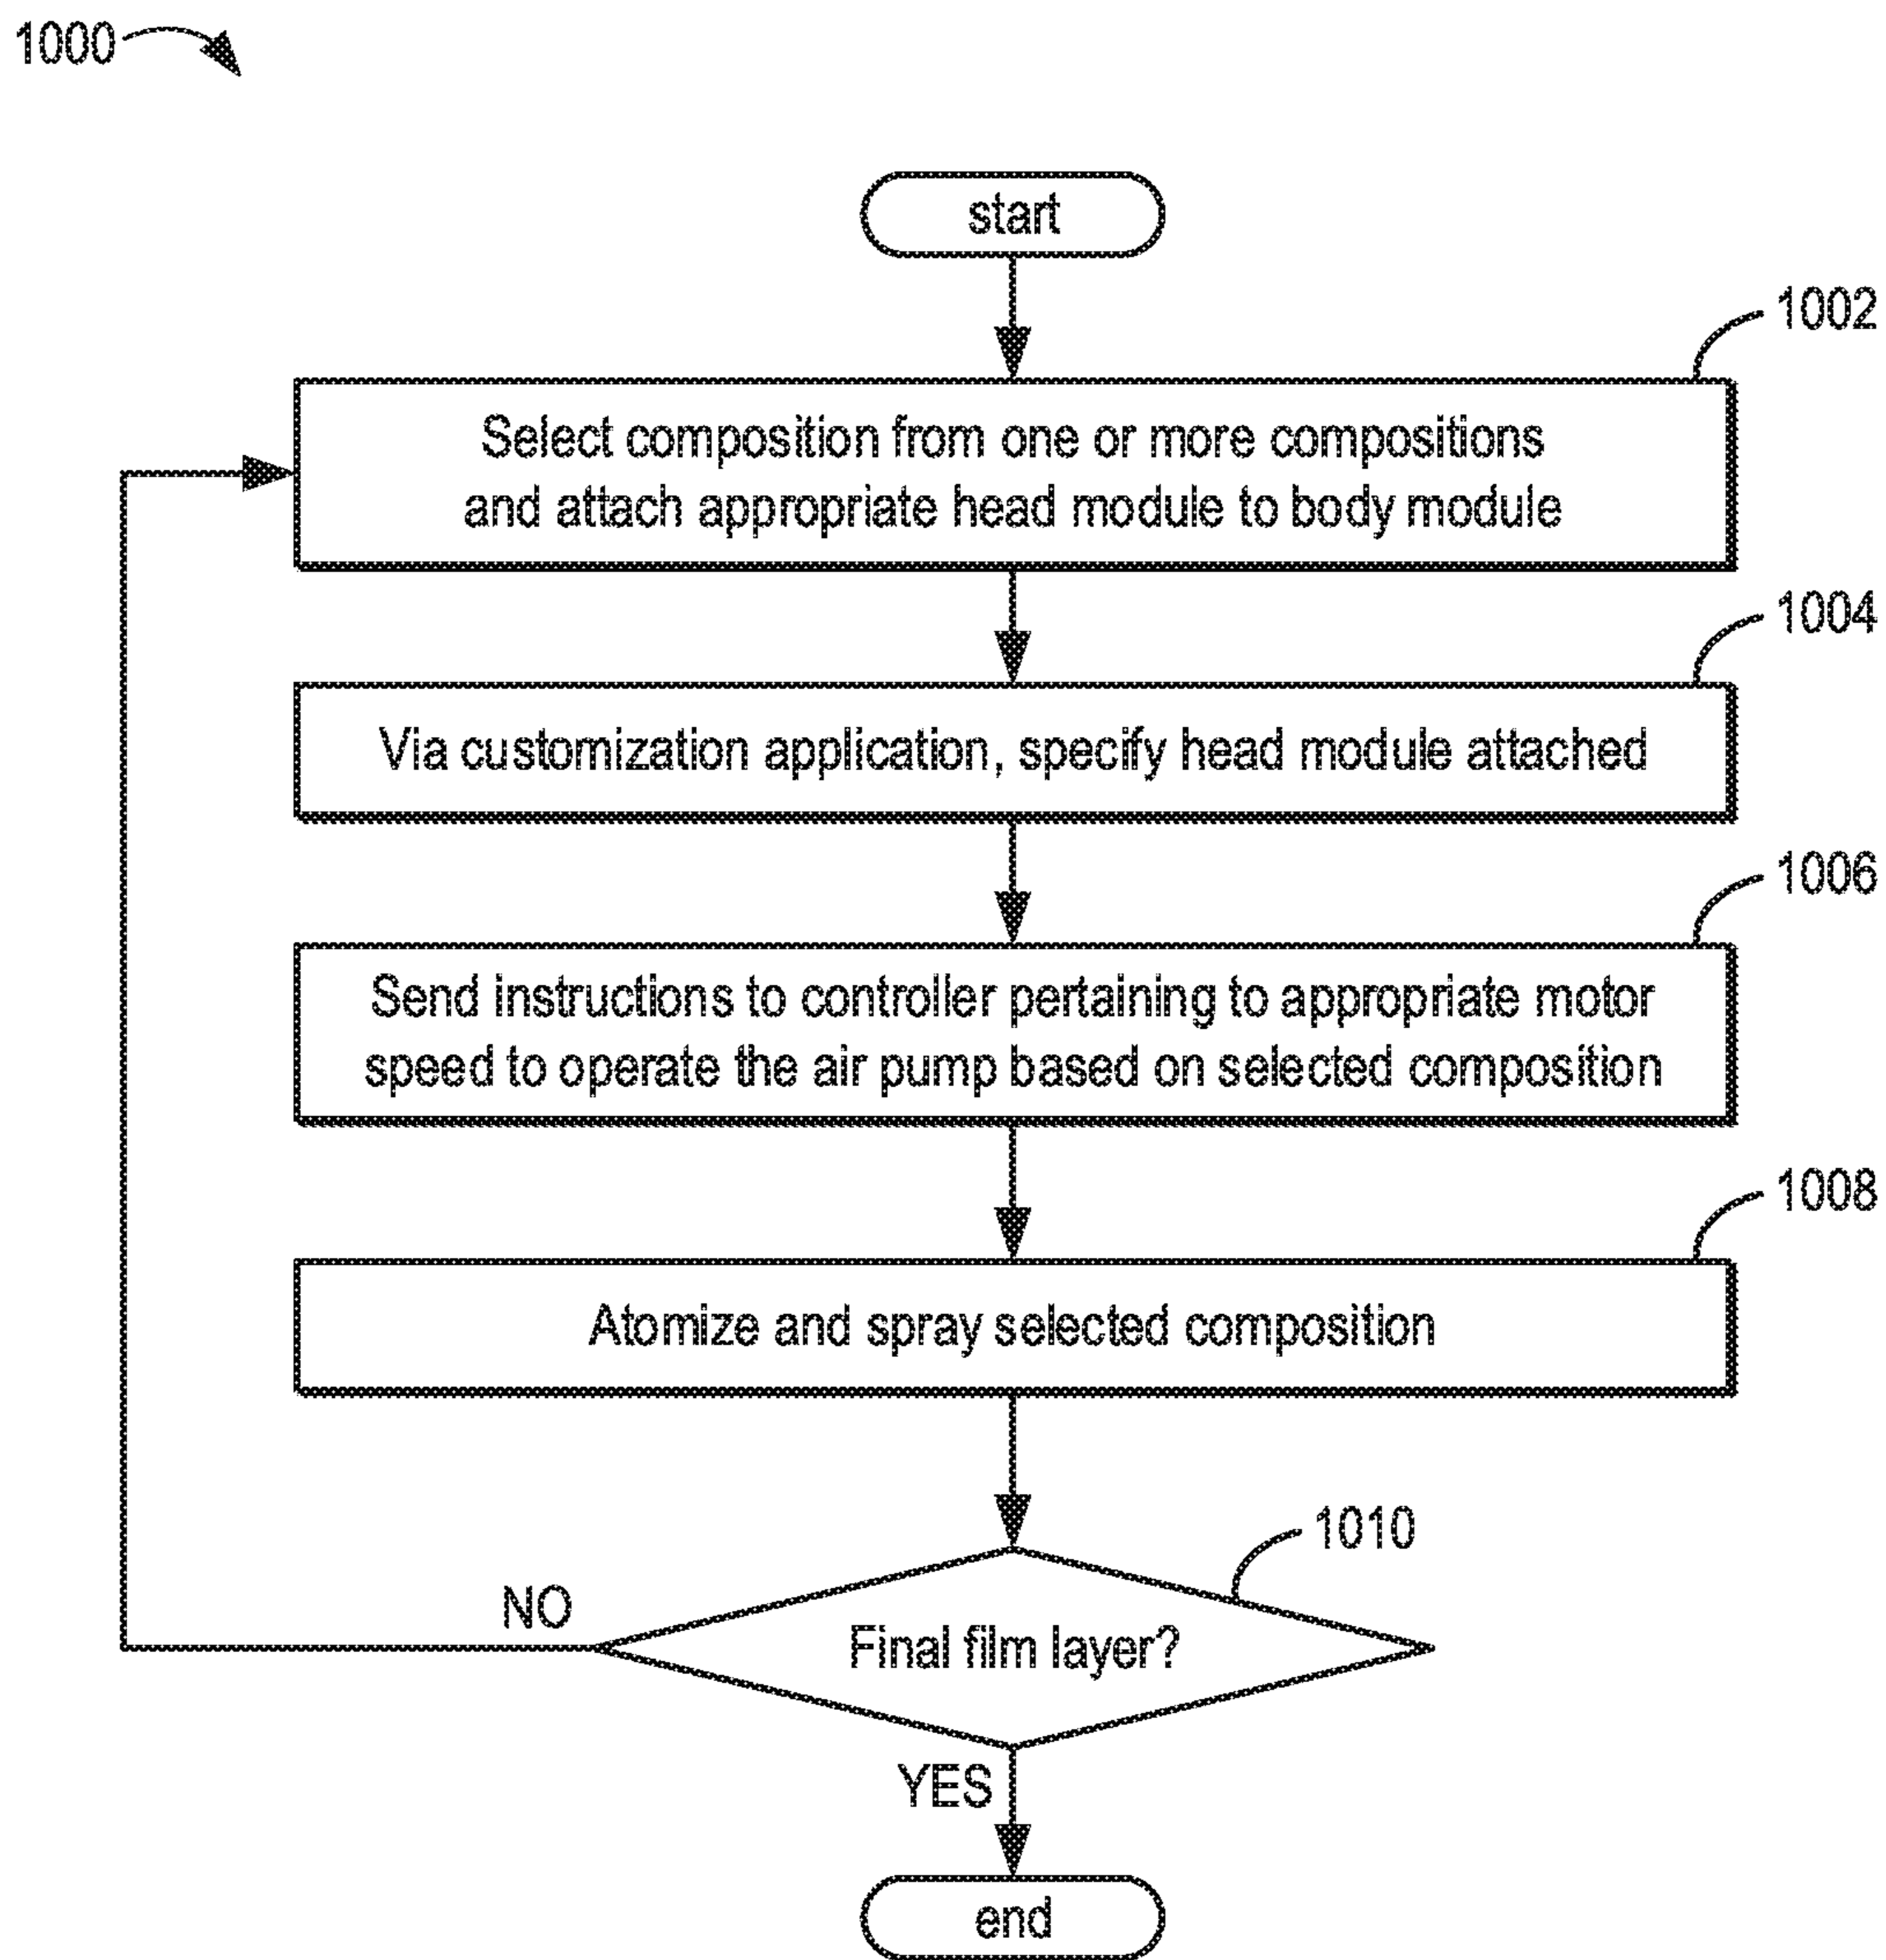 1000
start
1002
Select composition from one or more compositions
and attach appropriate head module to body module
1004
Via customization application, specify head module attached
1006
Send instructions to controller pertaining to appropriate motor
speed to operate the air pump based on selected composition
1008
Atomize and spray selected composition
1010
NO
Final film layer?
YES
end